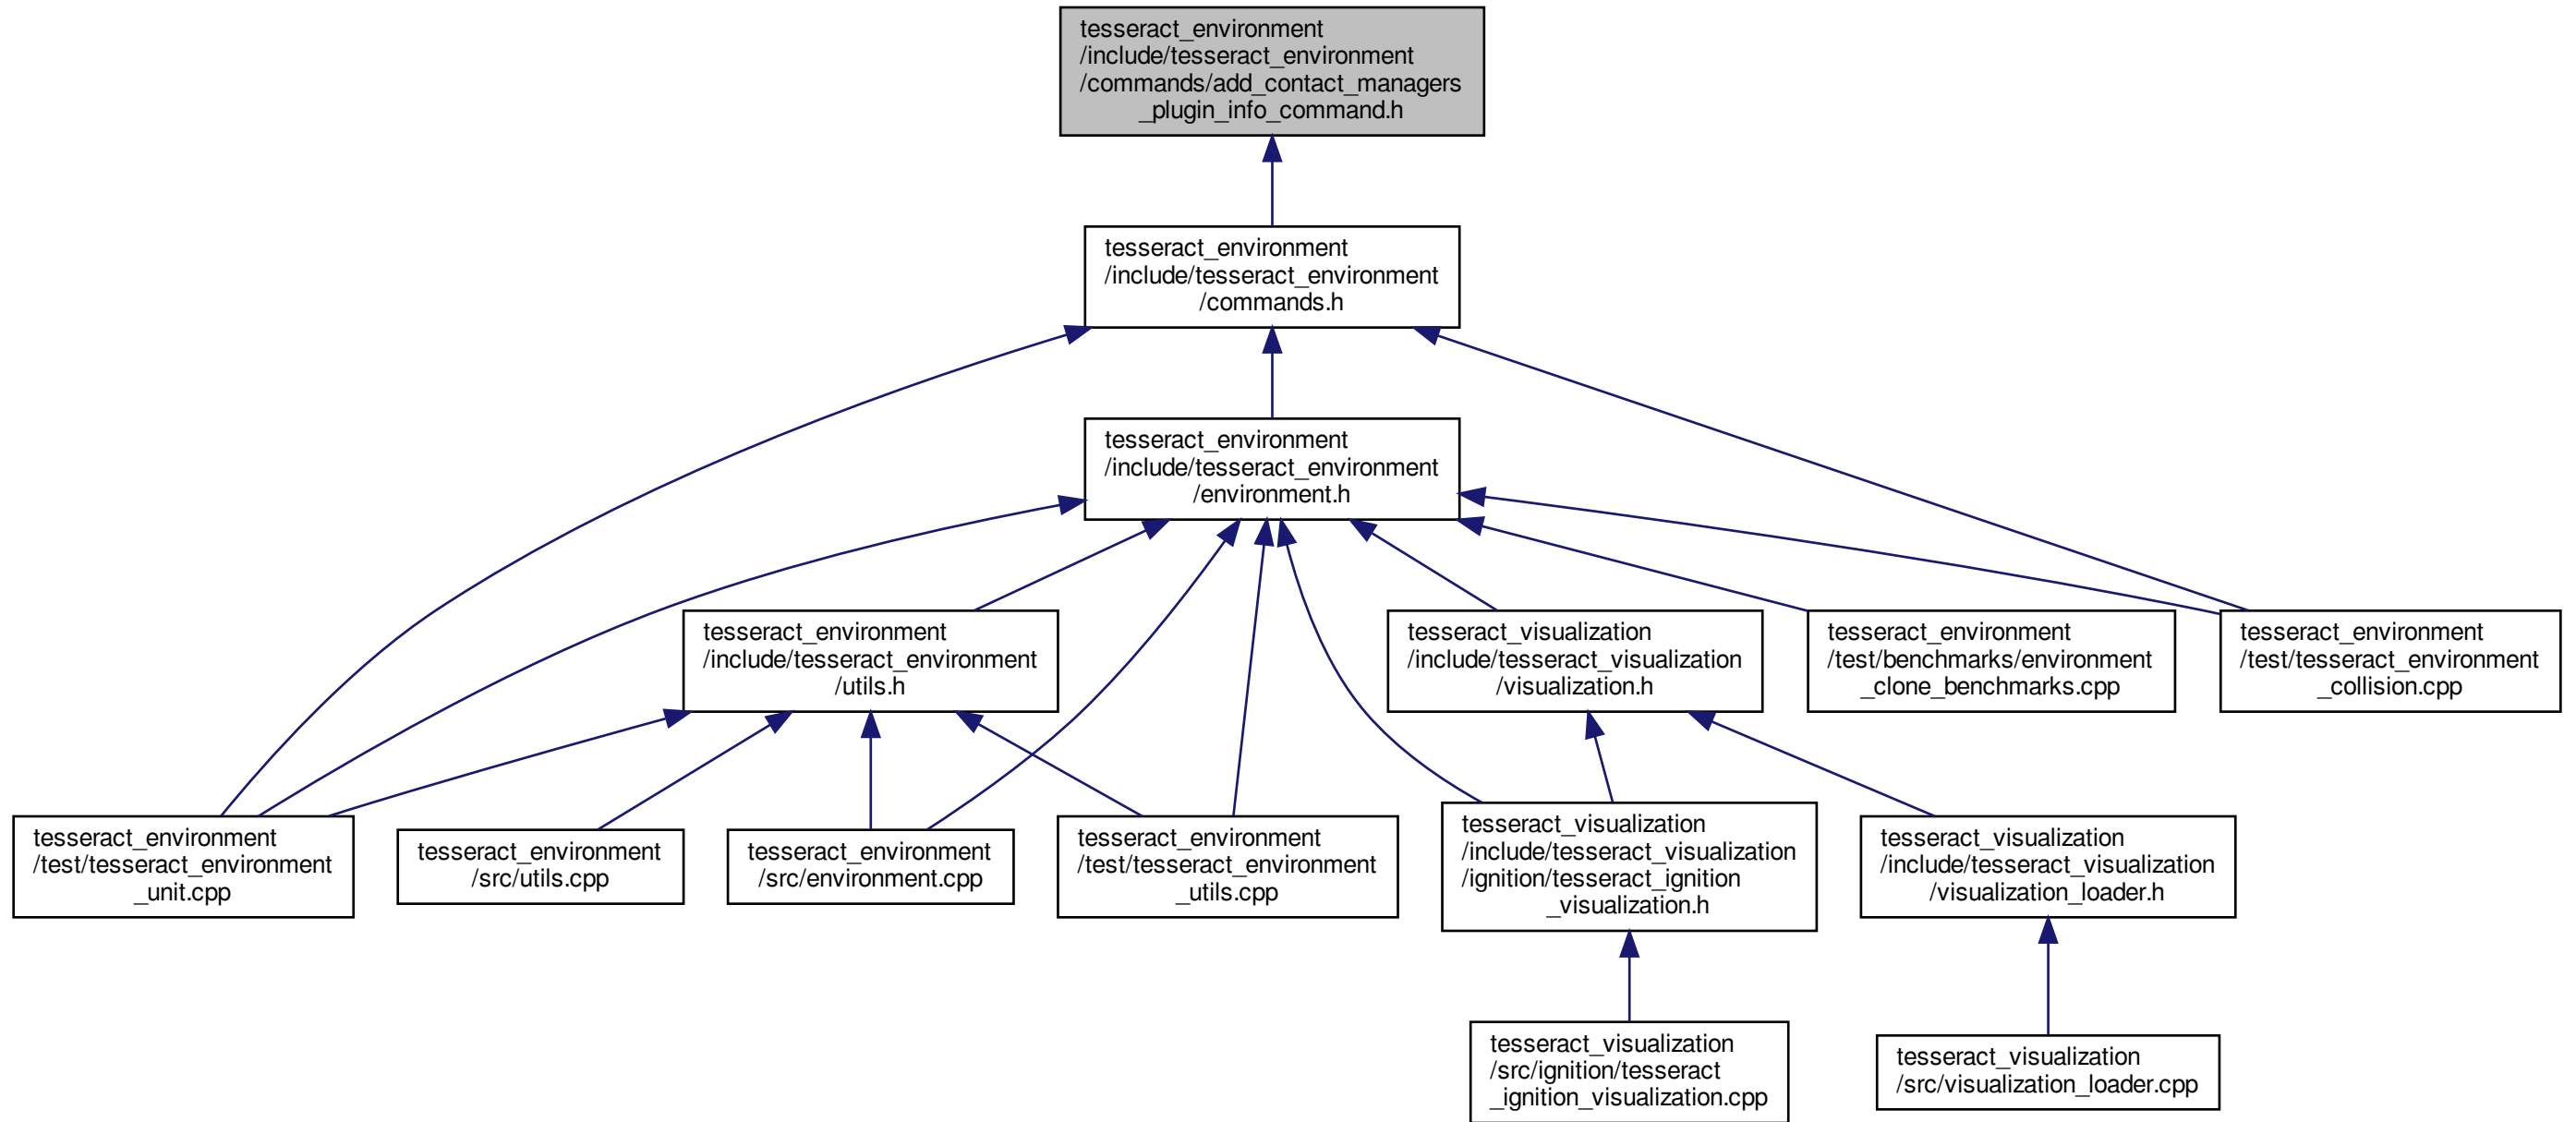 tesseract_environment
/include/tesseract_environment
/commands/add_contact_managers
_plugin_info_command.h
tesseract_environment
/include/tesseract_environment
/commands.h
tesseract_environment
/include/tesseract_environment
/environment.h
tesseract_environment
/include/tesseract_environment
/utils.h
tesseract_visualization
/include/tesseract_visualization
/visualization.h
tesseract_environment
/test/benchmarks/environment
_clone_benchmarks.cpp
tesseract_environment
/test/tesseract_environment
_collision.cpp
tesseract_environment
/test/tesseract_environment
_unit.cpp
tesseract_environment
/src/utils.cpp
tesseract_environment
/src/environment.cpp
tesseract_environment
/test/tesseract_environment
_utils.cpp
tesseract_visualization
/include/tesseract_visualization
/ignition/tesseract_ignition
_visualization.h
tesseract_visualization
/include/tesseract_visualization
/visualization_loader.h
tesseract_visualization
/src/ignition/tesseract
_ignition_visualization.cpp
tesseract_visualization
/src/visualization_loader.cpp